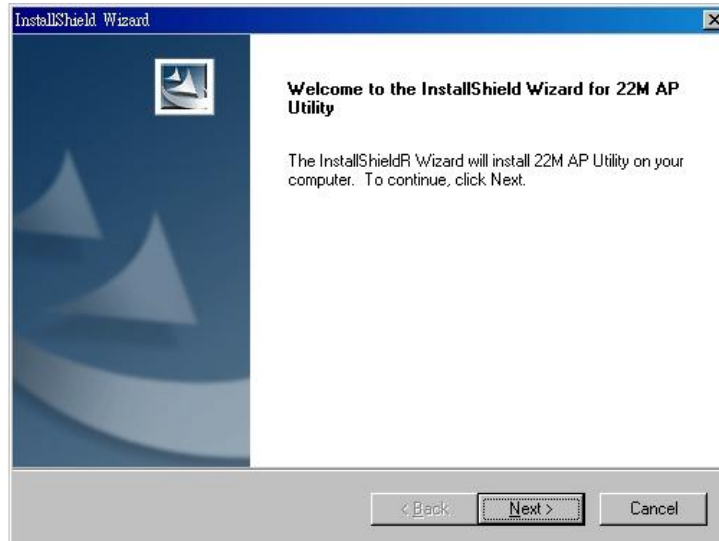 InstallShield Wizard
Welcome to the InstallShield Wizard for 22M AP
Utility
The InstallShieldR Wizard will install 22M AP Utility on your
computer. To continue, click Next.
< Back
Next >
Cancel